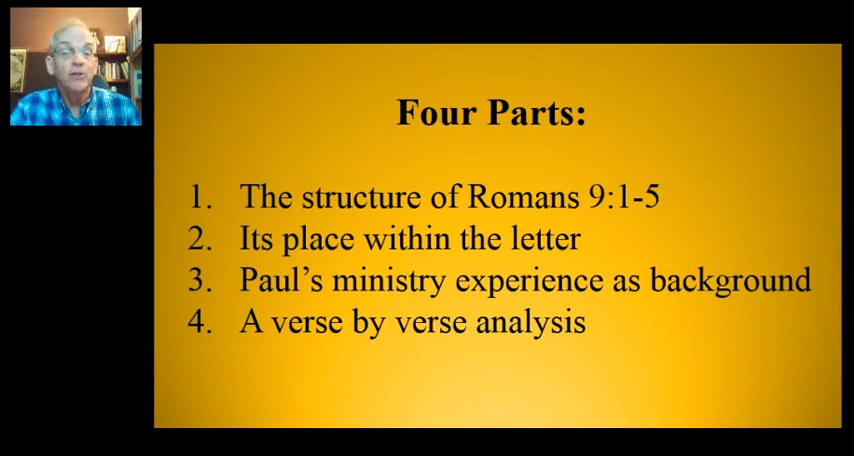 Four Parts:
1. The structure of Romans 9:1-5
2. Its place within the letter
3. Paul’s ministry experience as background
4. A verse by verse analysis